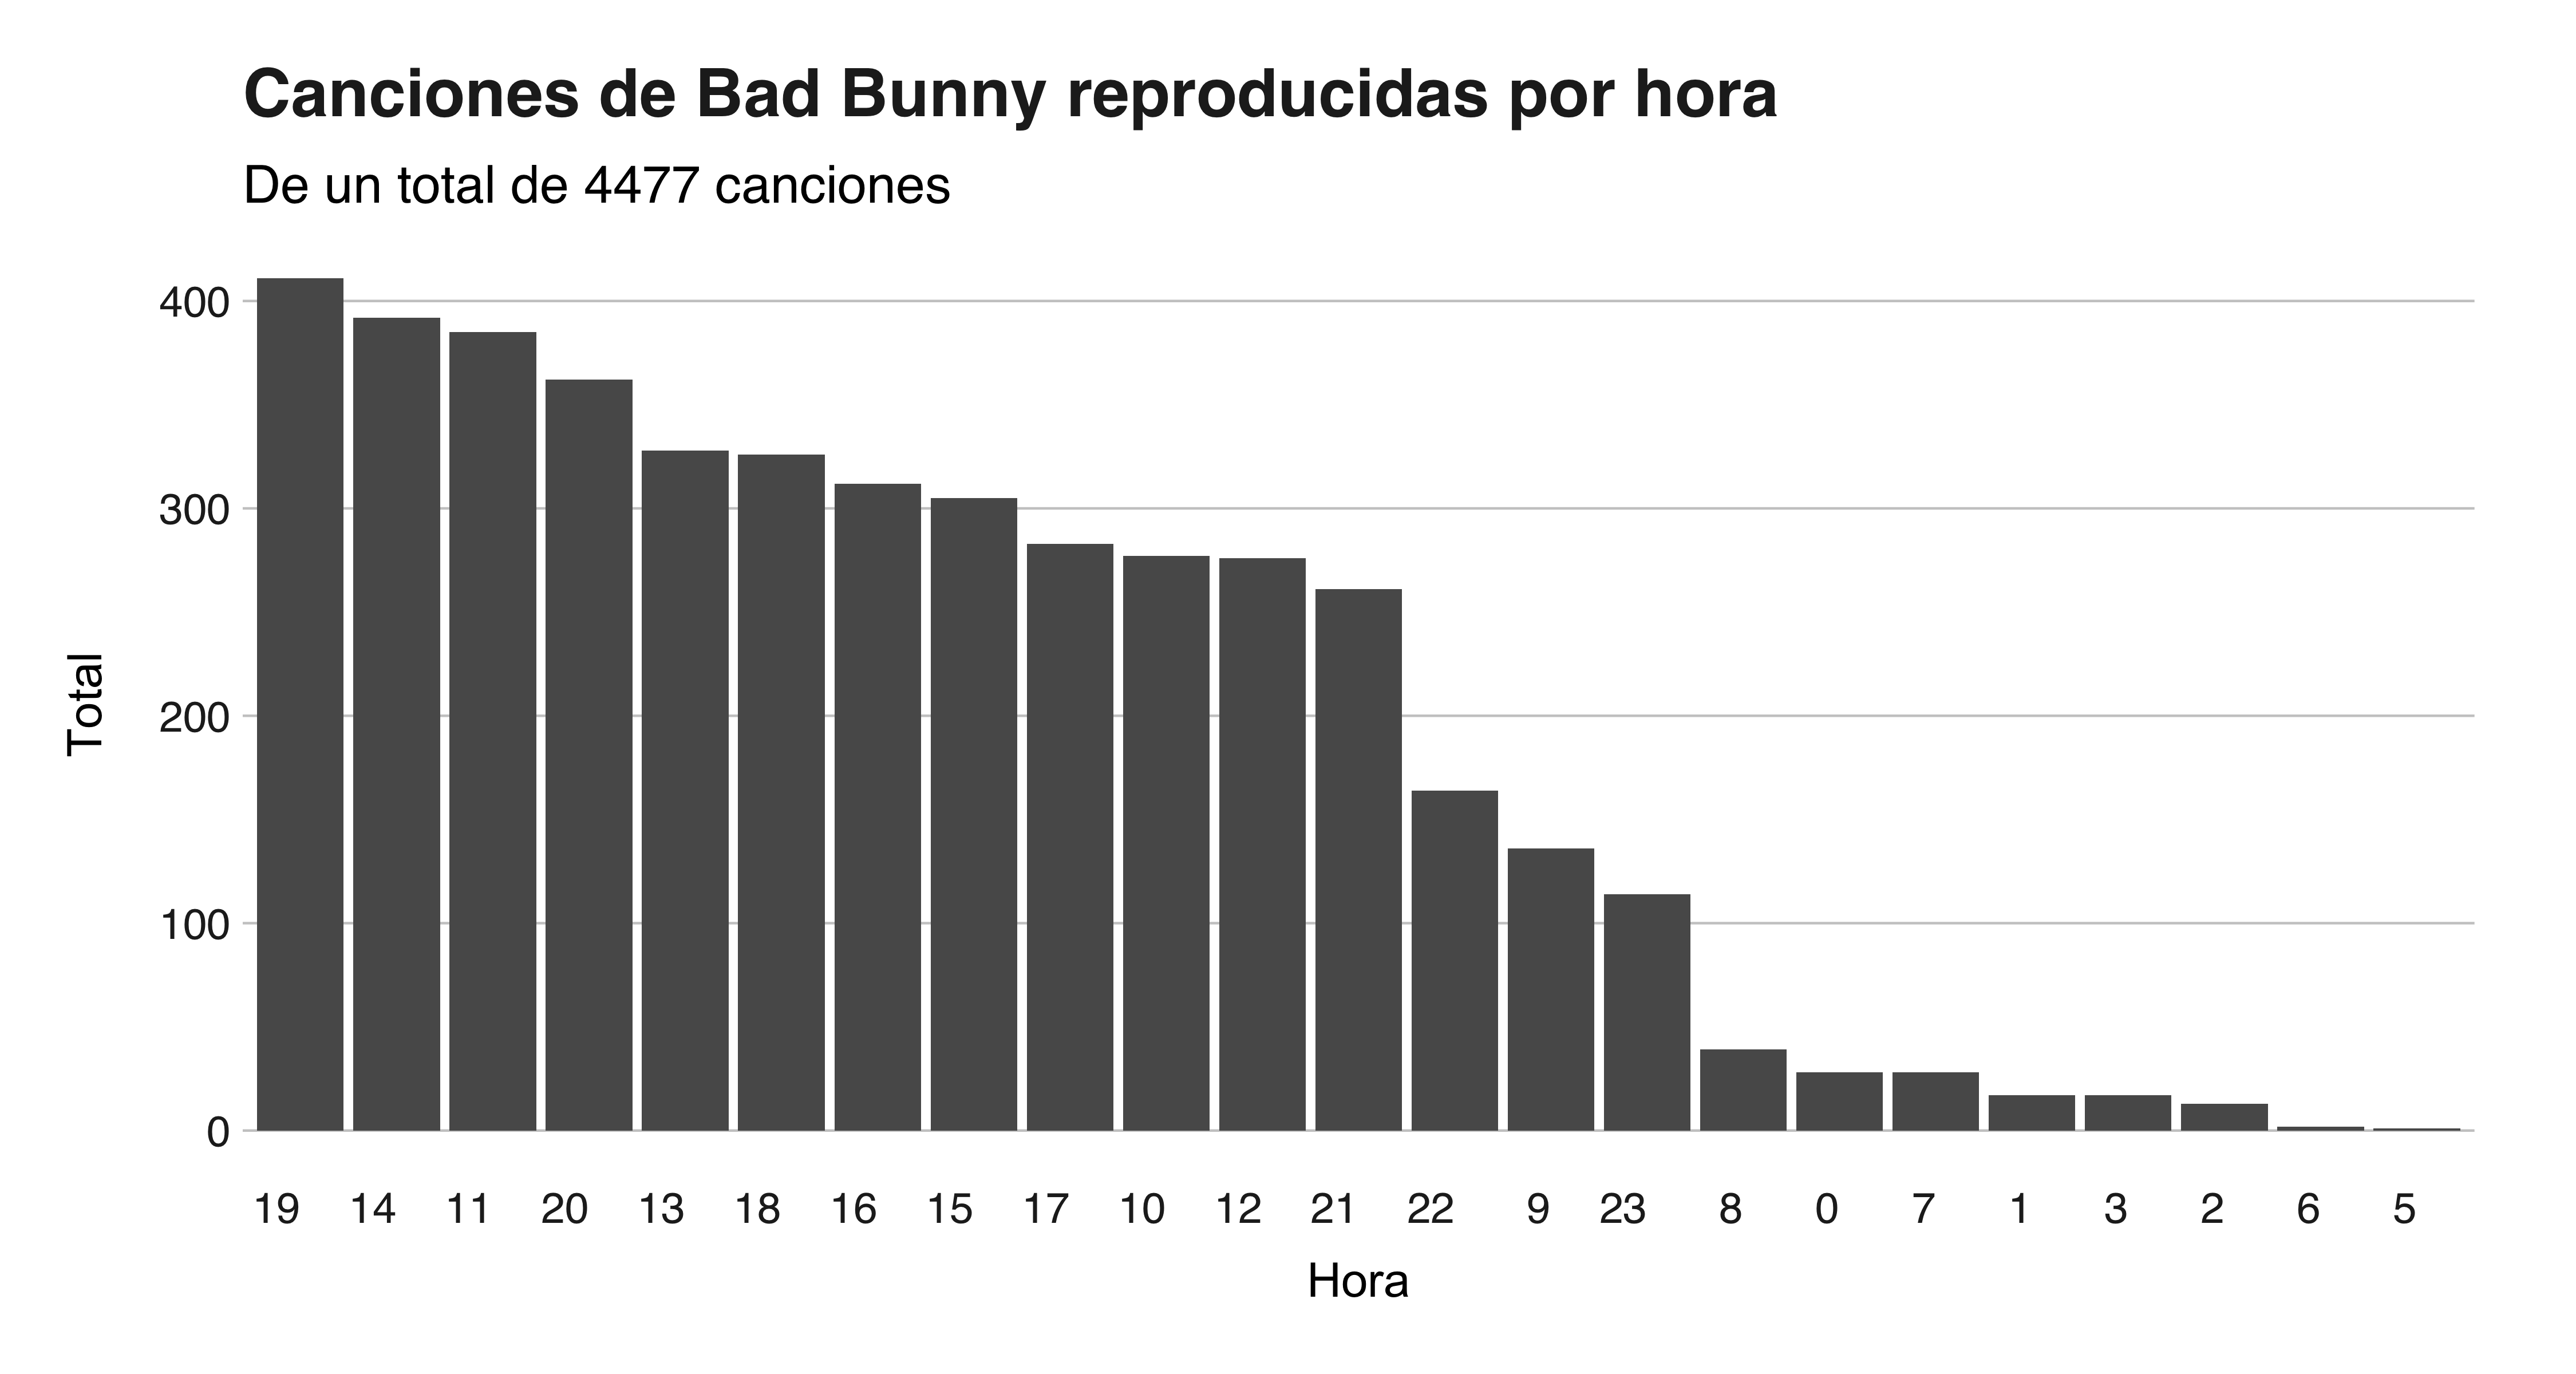 Canciones de Bad Bunny reproducidas por hora
De un total de 4477 canciones
400
300
200
100
0
Total
19 14 11 20 13 18 16 15 17 10 12 21 22 9 23 8 0 7 1 3 2 6 5
Hora